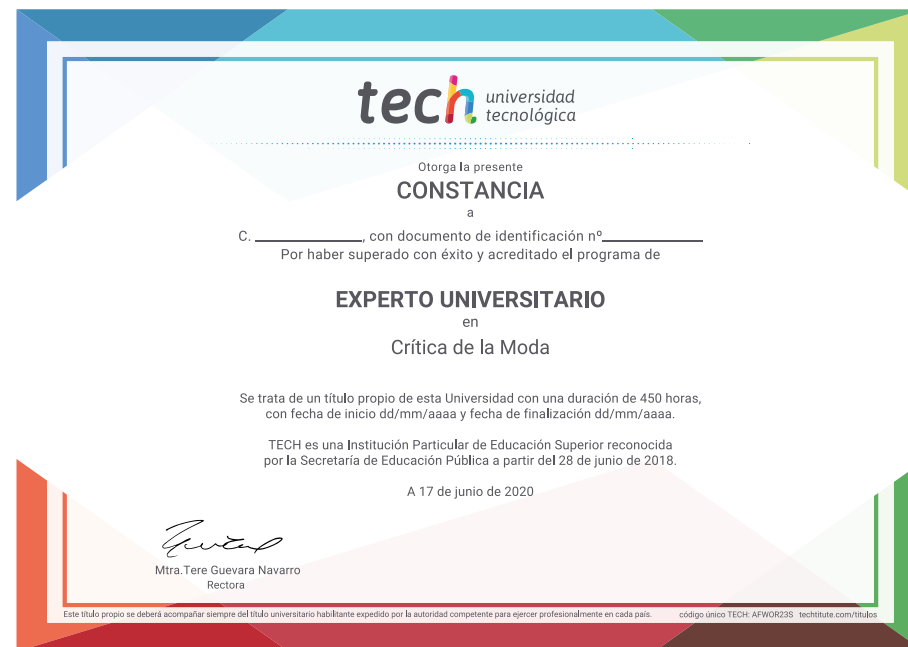 tech universidad
tecnológica
Otorga la presente
CONSTANCIA
a
C. ______________, con documento de identificación nº_____________
Por haber superado con éxito y acreditado el programa de
EXPERTO UNIVERSITARIO
en
Crítica de la Moda
Se trata de un título propio de esta Universidad con una duración de 450 horas,
con fecha de inicio dd/mm/aaaa y fecha de finalización dd/mm/aaaa.
TECH es una Institución Particular de Educación Superior reconocida
por la Secretaría de Educación Pública a partir del 28 de junio de 2018.
A 17 de junio de 2020
Mtra.Tere Guevara Navarro
Rectora
Este título propio se deberá acompañar siempre del título universitario habilitante expedido por la autoridad competente para ejercer profesionalmente en cada país. código único TECH: AFWOR23S techtitute.com/titulos